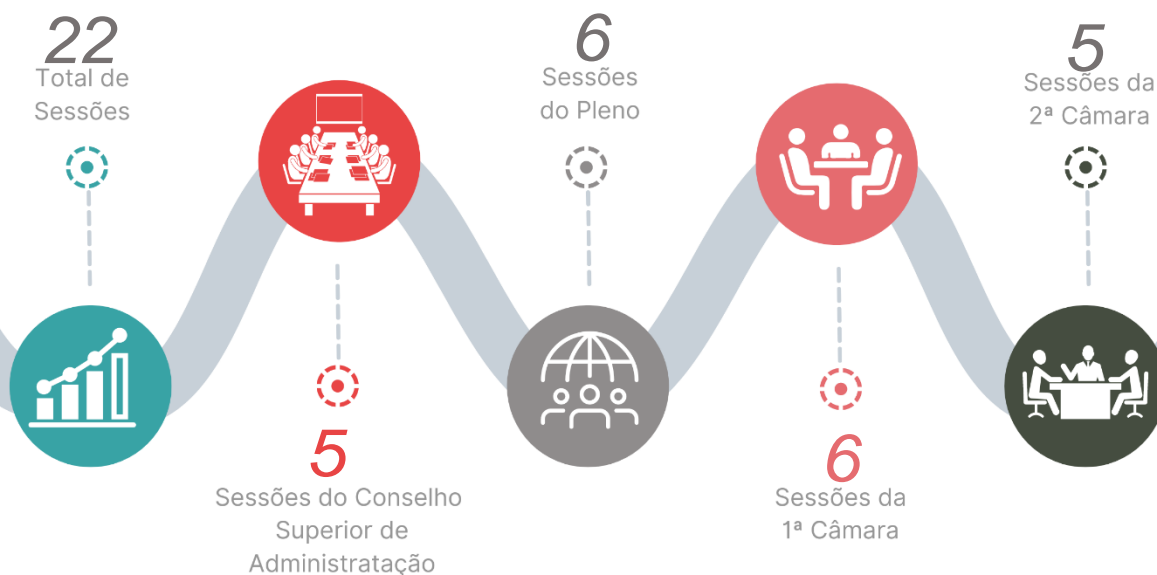 22
Total de
Sessões
5
Sessões do Conselho
Superior de
Administratação
6
Sessões
do Pleno
6
Sessões da
1ª Câmara
5
Sessões da
2ª Câmara